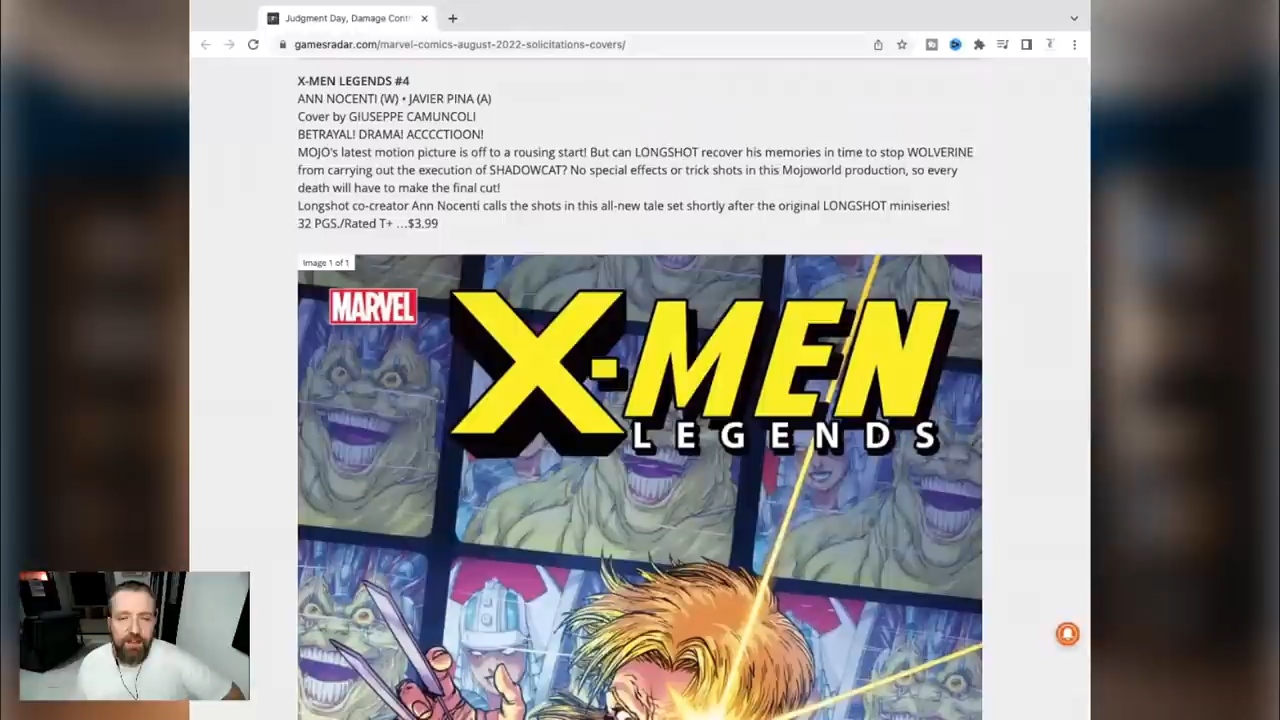 Judgment Day, Damage Contr
gamesradar.com/marvel-comics-august-2022-solicitations-covers/
X-MEN LEGENDS #4
ANN NOCENTI (W) • JAVIER PINA (A)
Cover by GIUSEPPE CAMUNCOLI
BETRAYAL! DRAMA! ACCCCTIOON!
MOJO's latest motion picture is off to a rousing start! But can LONGSHOT recover his memories in time to stop WOLVERINE
from carrying out the execution of SHADOWCAT? No special effects or trick shots in this Mojoworld production, so every
death will have to make the final cut!
Longshot co-creator Ann Nocenti calls the shots in this all-new tale set shortly after the original LONGSHOT miniseries!
32 PGS./Rated T+ …$3.99
Image 1 of 1
MARVEL
X-MEN
LEGENDS